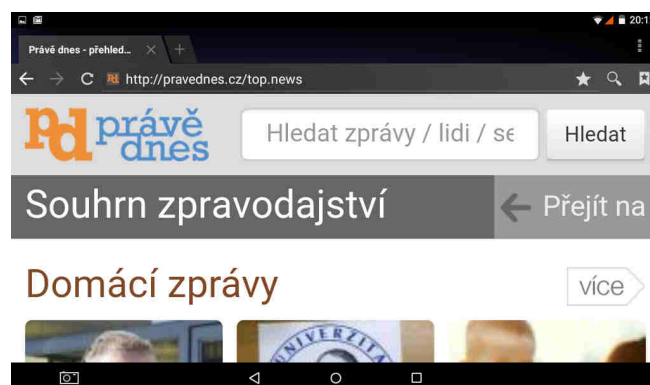 20:1
Právě dnes - přehled...
http://pravednes.cz/top.news
Pd právě dnes
Hledat zprávy / lidi / se
Hledat
Souhrn zpravodajství
Přejít na
Domácí zprávy
více
UNIVERZITA